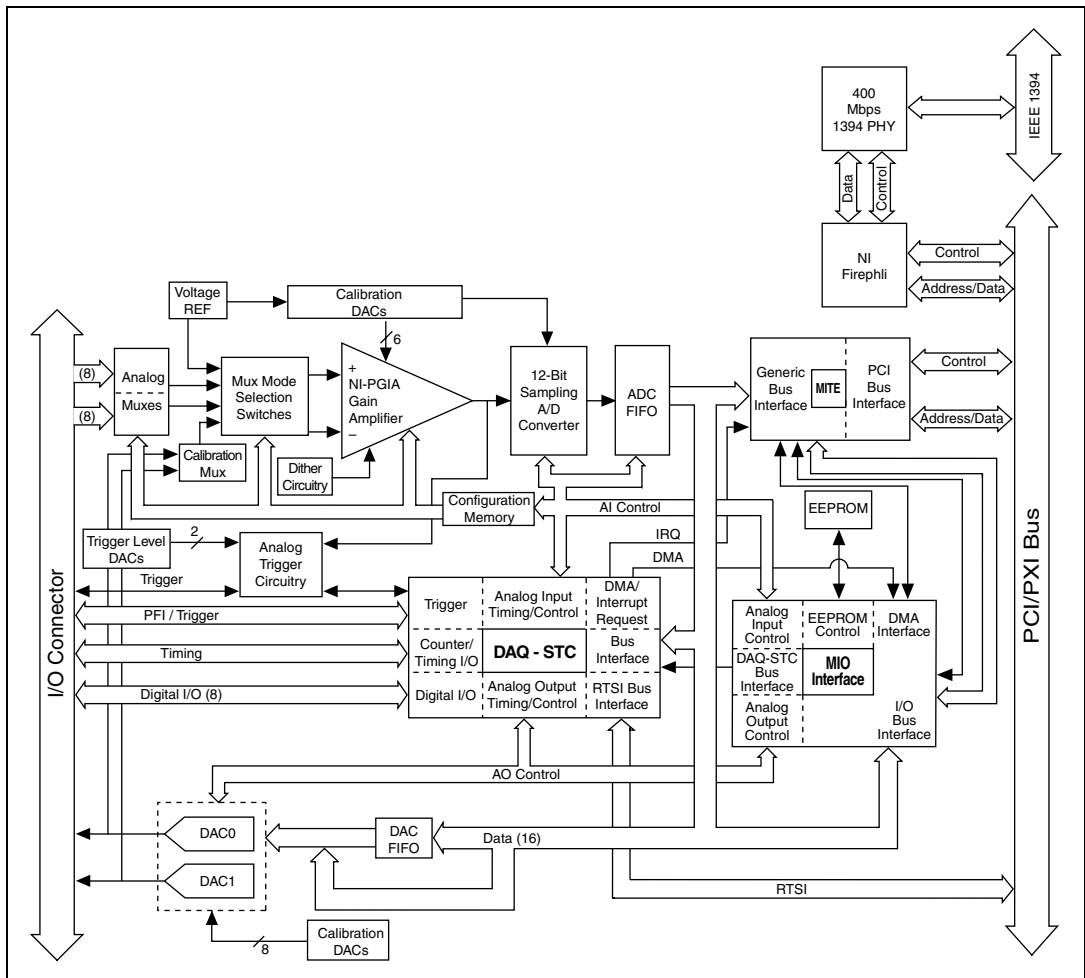 400
Mbps
1394 PHY
IEEE 1394
Data
Control
NI
Firephli
Control
Address/Data
Voltage
REF
Calibration
DACs
6
(8)
(8)
Analog
Muxes
Mux Mode
Selection
Switches
+
NI-PGIA
Gain
Amplifier
–
12-Bit
Sampling
A/D
Converter
ADC
FIFO
Generic
Bus
Interface
MITE
PCI
Bus
Interface
Control
Address/Data
Calibration
Mux
Dither
Circuitry
Configuration
Memory
AI Control
EEPROM
Trigger Level
DACs
2
Analog
Trigger
Circuitry
IRQ
DMA
Trigger
PFI / Trigger
Timing
Digital I/O (8)
I/O Connector
Trigger
Analog Input
Timing/Control
DMA/
Interrupt
Request
Counter/
Timing I/O
DAQ - STC
Bus
Interface
Digital I/O
Analog Output
Timing/Control
RTSI Bus
Interface
Analog
Input
Control
EEPROM
Control
DMA
Interface
DAQ-STC
Bus
Interface
MIO
Interface
Analog
Output
Control
I/O
Bus
Interface
PCI/PXI Bus
AO Control
DAC0
DAC
FIFO
Data (16)
DAC1
RTSI
8
Calibration
DACs